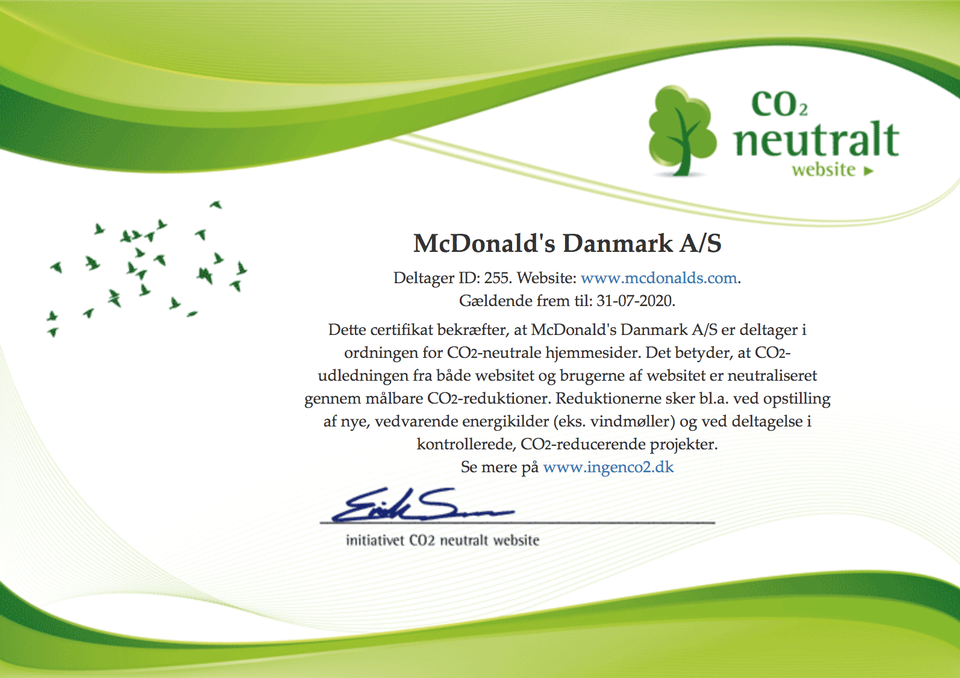 CO2
neutralt
website ►
McDonald's Danmark A/S
Deltager ID: 255. Website: www.mcdonalds.com.
Gældende frem til: 31-07-2020.
Dette certifikat bekræfter, at McDonald's Danmark A/S er deltager i
ordningen for CO2-neutrale hjemmesider. Det betyder, at CO2-
udledningen fra både websitet og brugerne af websitet er neutraliseret
gennem målbare CO2-reduktioner. Reduktionerne sker bl.a. ved opstilling
af nye, vedvarende energikilder (eks. vindmøller) og ved deltagelse i
kontrollerede, CO2-reducerende projekter.
Se mere på www.ingenco2.dk
initiativet CO2 neutralt website